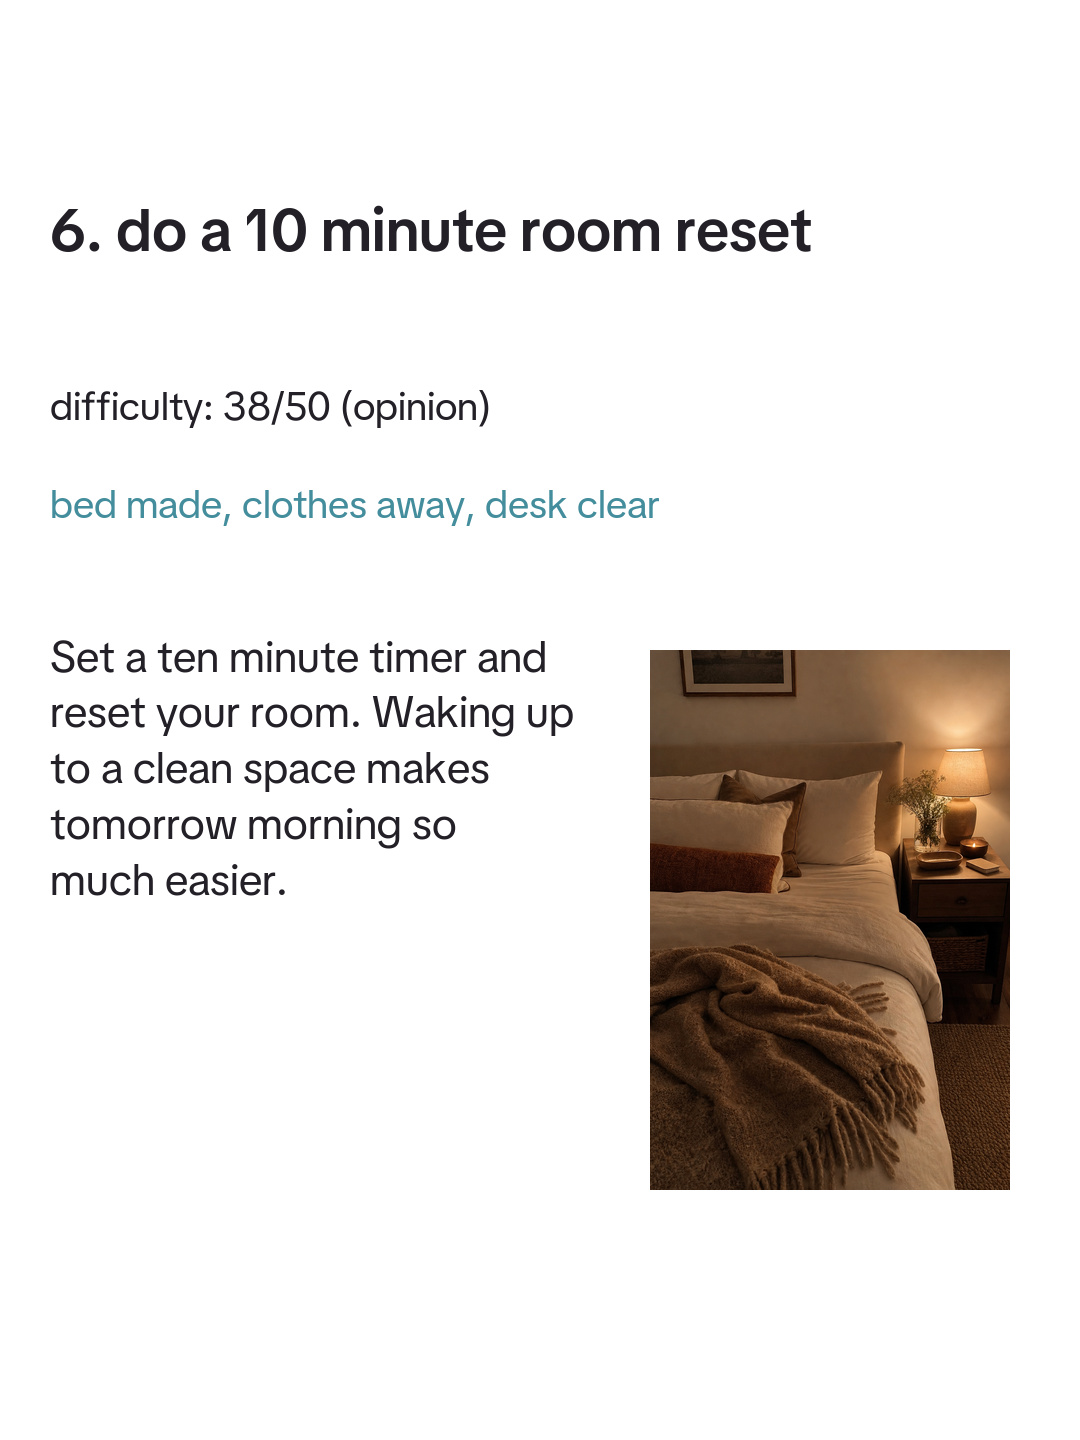 6. do a 10 minute room reset
difficulty: 38/50 (opinion)
bed made, clothes away, desk clear
Set a ten minute timer and
reset your room. Waking up
to a clean space makes
tomorrow morning so
much easier.